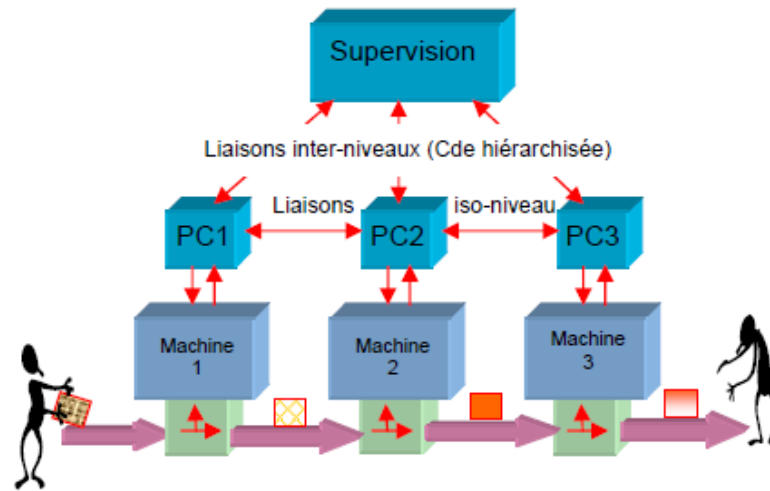 Supervision
Liaisons inter-niveaux (Cde hiérarchisée)
Liaisons iso-niveau
PC1 PC2 PC3
Machine 1
Machine 2
Machine 3